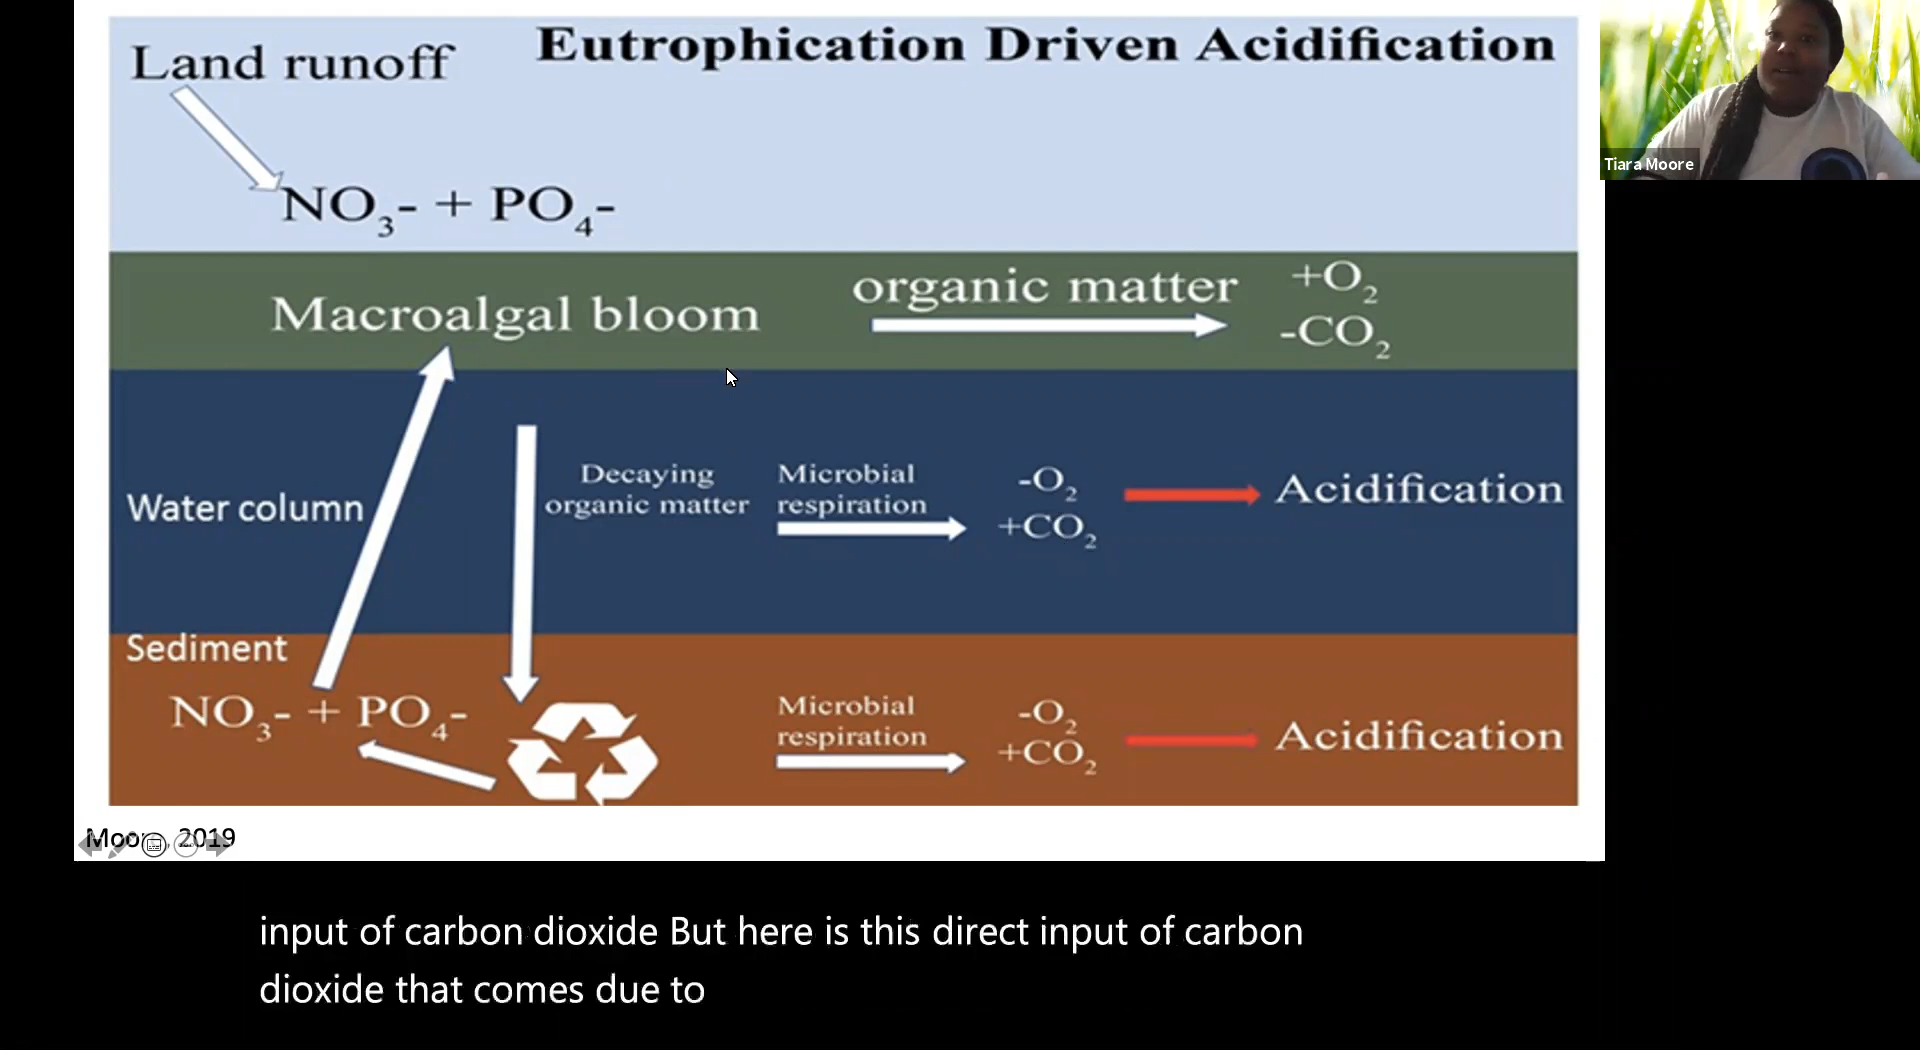 Eutrophication Driven Acidification
Land runoff
NO₃- + PO₄-
Macroalgal bloom
organic matter
+O₂
-CO₂
Water column
Decaying
organic matter
Microbial
respiration
-O₂
+CO₂
Acidification
Sediment
NO₃- + PO₄-
Microbial
respiration
-O₂
+CO₂
Acidification
2019
Tiara Moore
input of carbon dioxide But here is this direct input of carbon
dioxide that comes due to